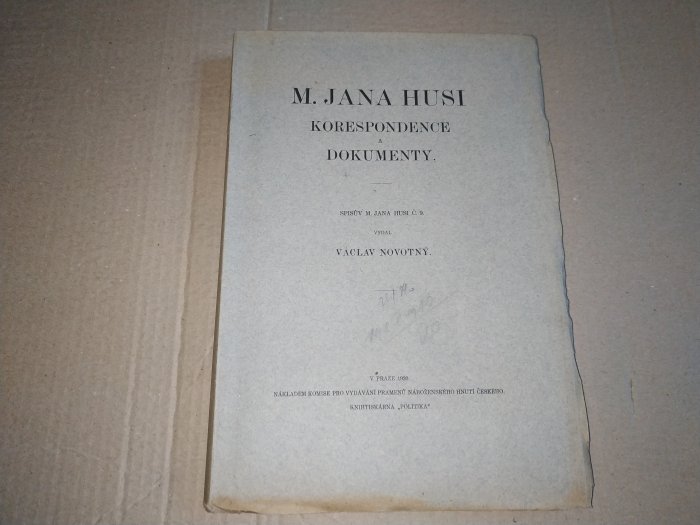 M. JANA HUSI
KORESPONDENCE
A
DOKUMENTY.
SPISŮV M. JANA HUSI Č. 9.
VYDAL
VÁCLAV NOVOTNÝ.
V PRAZE 1920.
NÁKLADEM KOMISE PRO VYDÁVÁNÍ PRAMENŮ NÁBOŽENSKÉHO HNUTÍ ČESKÉHO.
KNIHTISKÁRNA „POLITIKA“